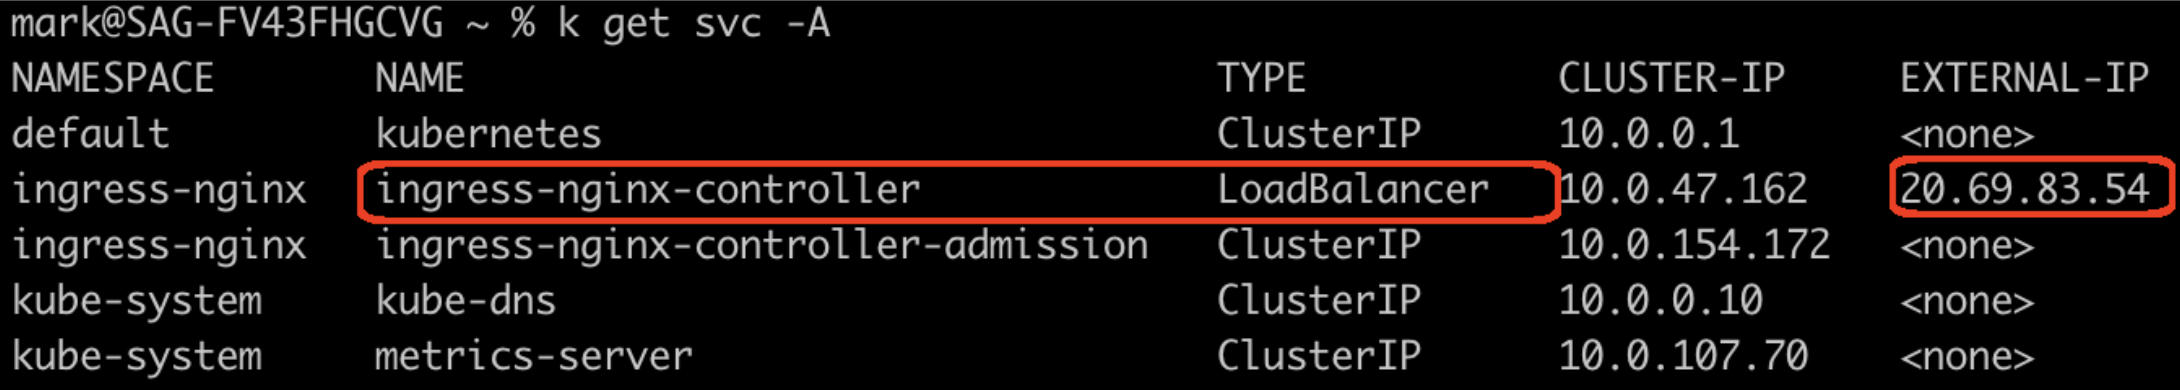 mark@SAG-FV43FHGCVG ~ % k get svc -A
NAMESPACE NAME TYPE CLUSTER-IP EXTERNAL-IP
default kubernetes ClusterIP 10.0.0.1 <none>
ingress-nginx ingress-nginx-controller LoadBalancer 10.0.47.162 20.69.83.54
ingress-nginx ingress-nginx-controller-admission ClusterIP 10.0.154.172 <none>
kube-system kube-dns ClusterIP 10.0.0.10 <none>
kube-system metrics-server ClusterIP 10.0.107.70 <none>